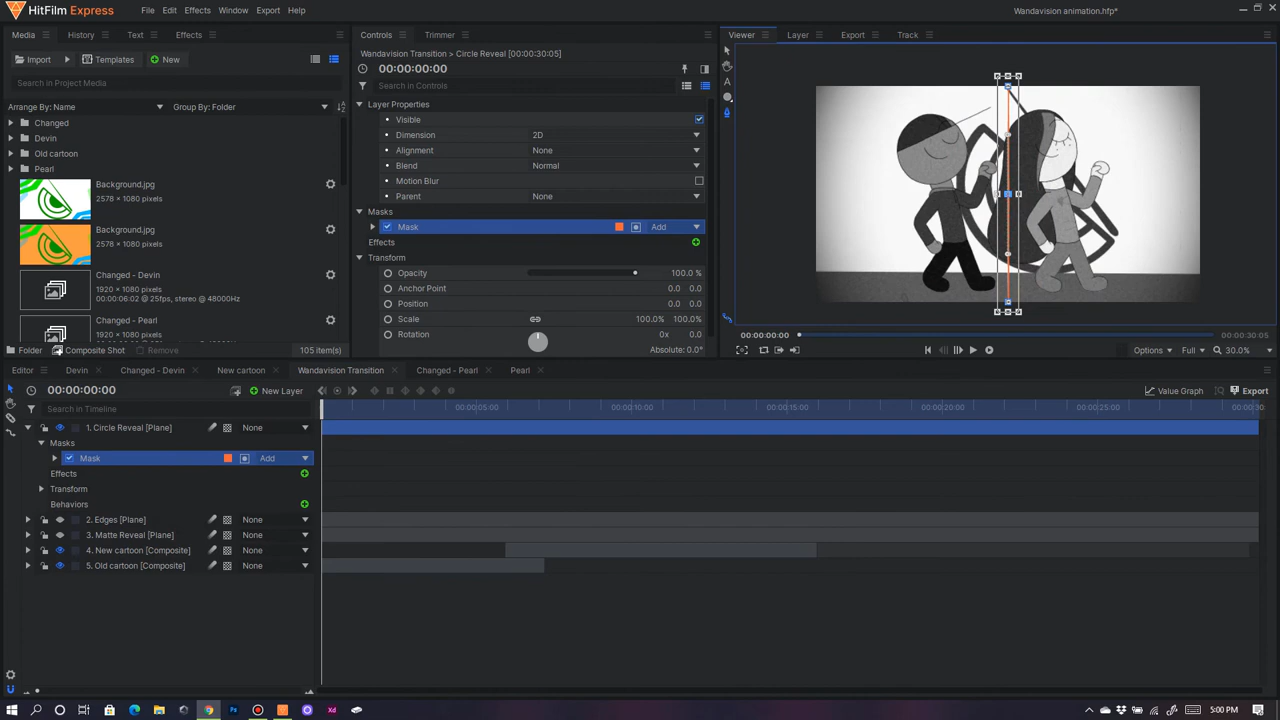 HitFilm Express File Edit Effects Window Export Help Wandavision animation.hfp*
Media History Text Effects Controls Trimmer Viewer Layer Export Track
Import Templates New
Search in Project Media
Arrange By: Name Group By: Folder
Changed
Devin
Old cartoon
Pearl
Background.jpg
2578 × 1080 pixels
Background.jpg
2578 × 1080 pixels
Changed - Devin
1920 × 1080 pixels
00:00:06:02 @ 25fps, stereo @ 48000Hz
Changed - Pearl
1920 × 1080 pixels
Folder Composite Shot Remove 105 item(s)
Wandavision Transition > Circle Reveal [00:00:30:05]
00:00:00:00
Search in Controls
Layer Properties
Visible
Dimension 2D
Alignment None
Blend Normal
Motion Blur
Parent None
Masks
Mask Add
Effects
Transform
Opacity 100.0 %
Anchor Point 0.0 0.0
Position 0.0 0.0
Scale 100.0% 100.0%
Rotation 0x 0.0
Absolute: 0.0°
00:00:00:00 00:00:30:05
Options Full 30.0%
Editor Devin Changed - Devin New cartoon Wandavision Transition Changed - Pearl Pearl
00:00:00:00 New Layer Value Graph Export
Search in Timeline 00:00:05:00 00:00:10:00 00:00:15:00 00:00:20:00 00:00:25:00 00:00:30
1. Circle Reveal [Plane] None
Masks
Mask Add
Effects
Transform
Behaviors
2. Edges [Plane] None
3. Matte Reveal [Plane] None
4. New cartoon [Composite] None
5. Old cartoon [Composite] None
Ps Xd 5:00 PM